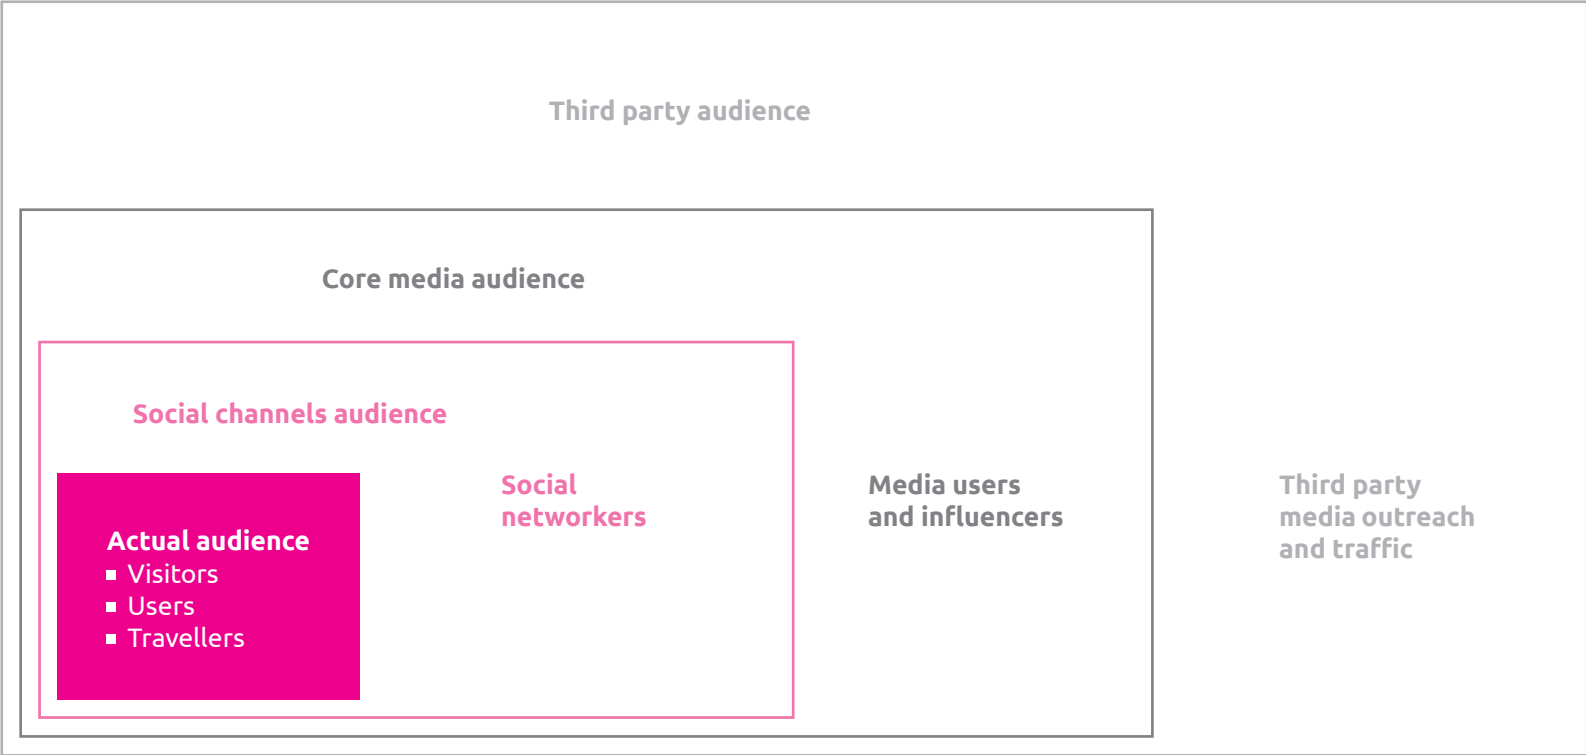 Third party audience
Core media audience
Social channels audience
Actual audience
▪ Visitors
▪ Users
▪ Travellers
Social
networkers
Media users
and influencers
Third party
media outreach
and traffic